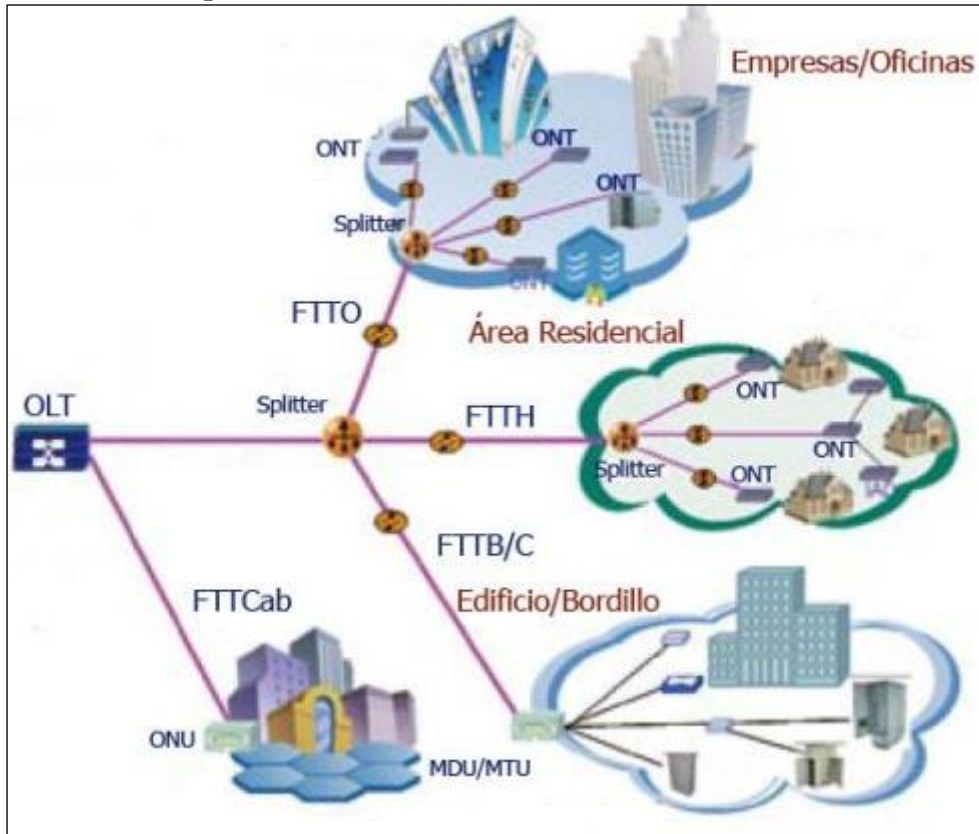 Empresas/Oficinas
ONT
ONT
ONT
Splitter
ONT
FTTO
Área Residencial
OLT
Splitter
FTTH
ONT
ONT
Splitter
ONT
FTTB/C
FTTCab
Edificio/Bordillo
ONU
MDU/MTU